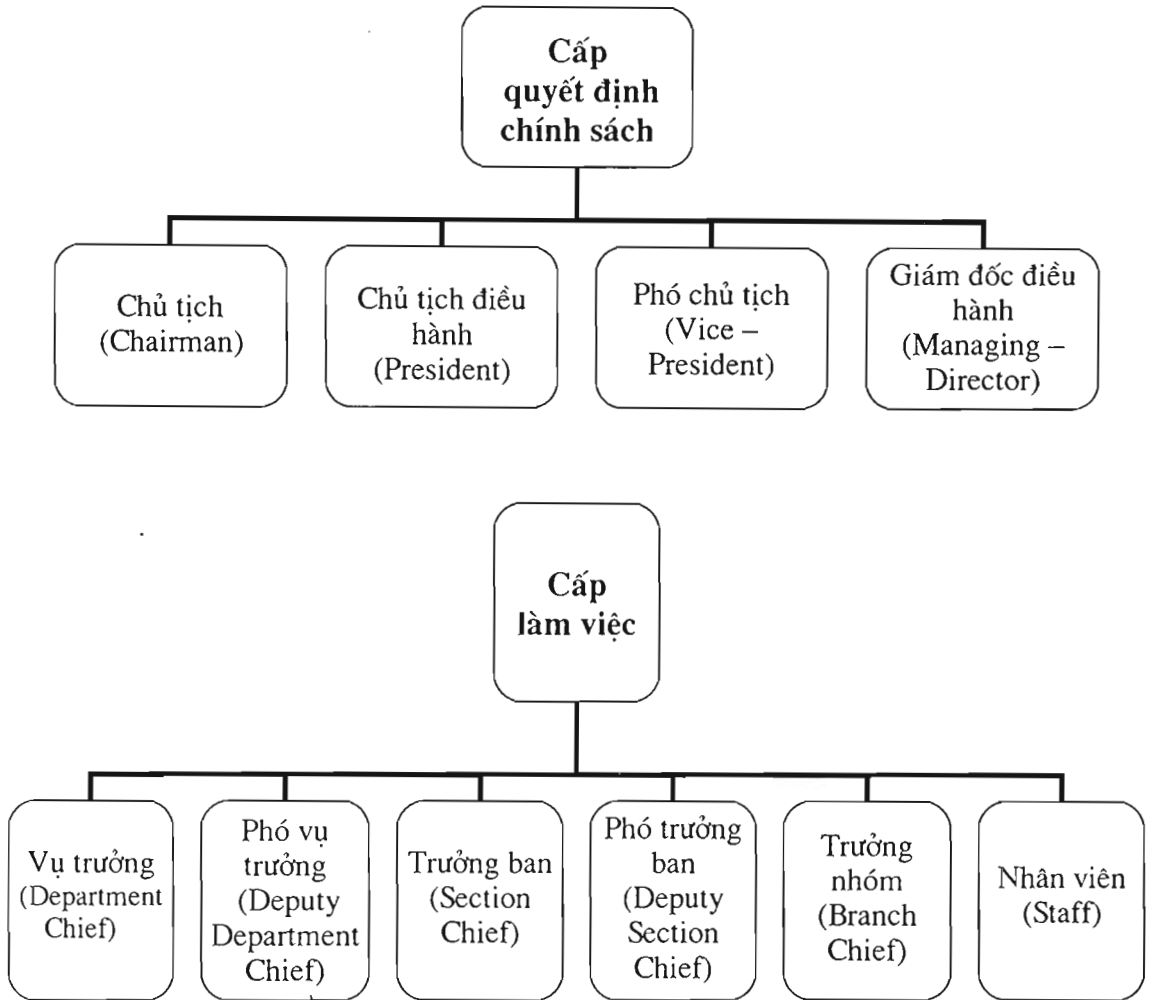 Cấp
quyết định
chính sách
Chủ tịch
(Chairman)
Chủ tịch điều
hành
(President)
Phó chủ tịch
(Vice –
President)
Giám đốc điều
hành
(Managing –
Director)
Cấp
làm việc
Vụ trưởng
(Department
Chief)
Phó vụ
trưởng
(Deputy
Department
Chief)
Trưởng ban
(Section
Chief)
Phó trưởng
ban
(Deputy
Section
Chief)
Trưởng
nhóm
(Branch
Chief)
Nhân viên
(Staff)